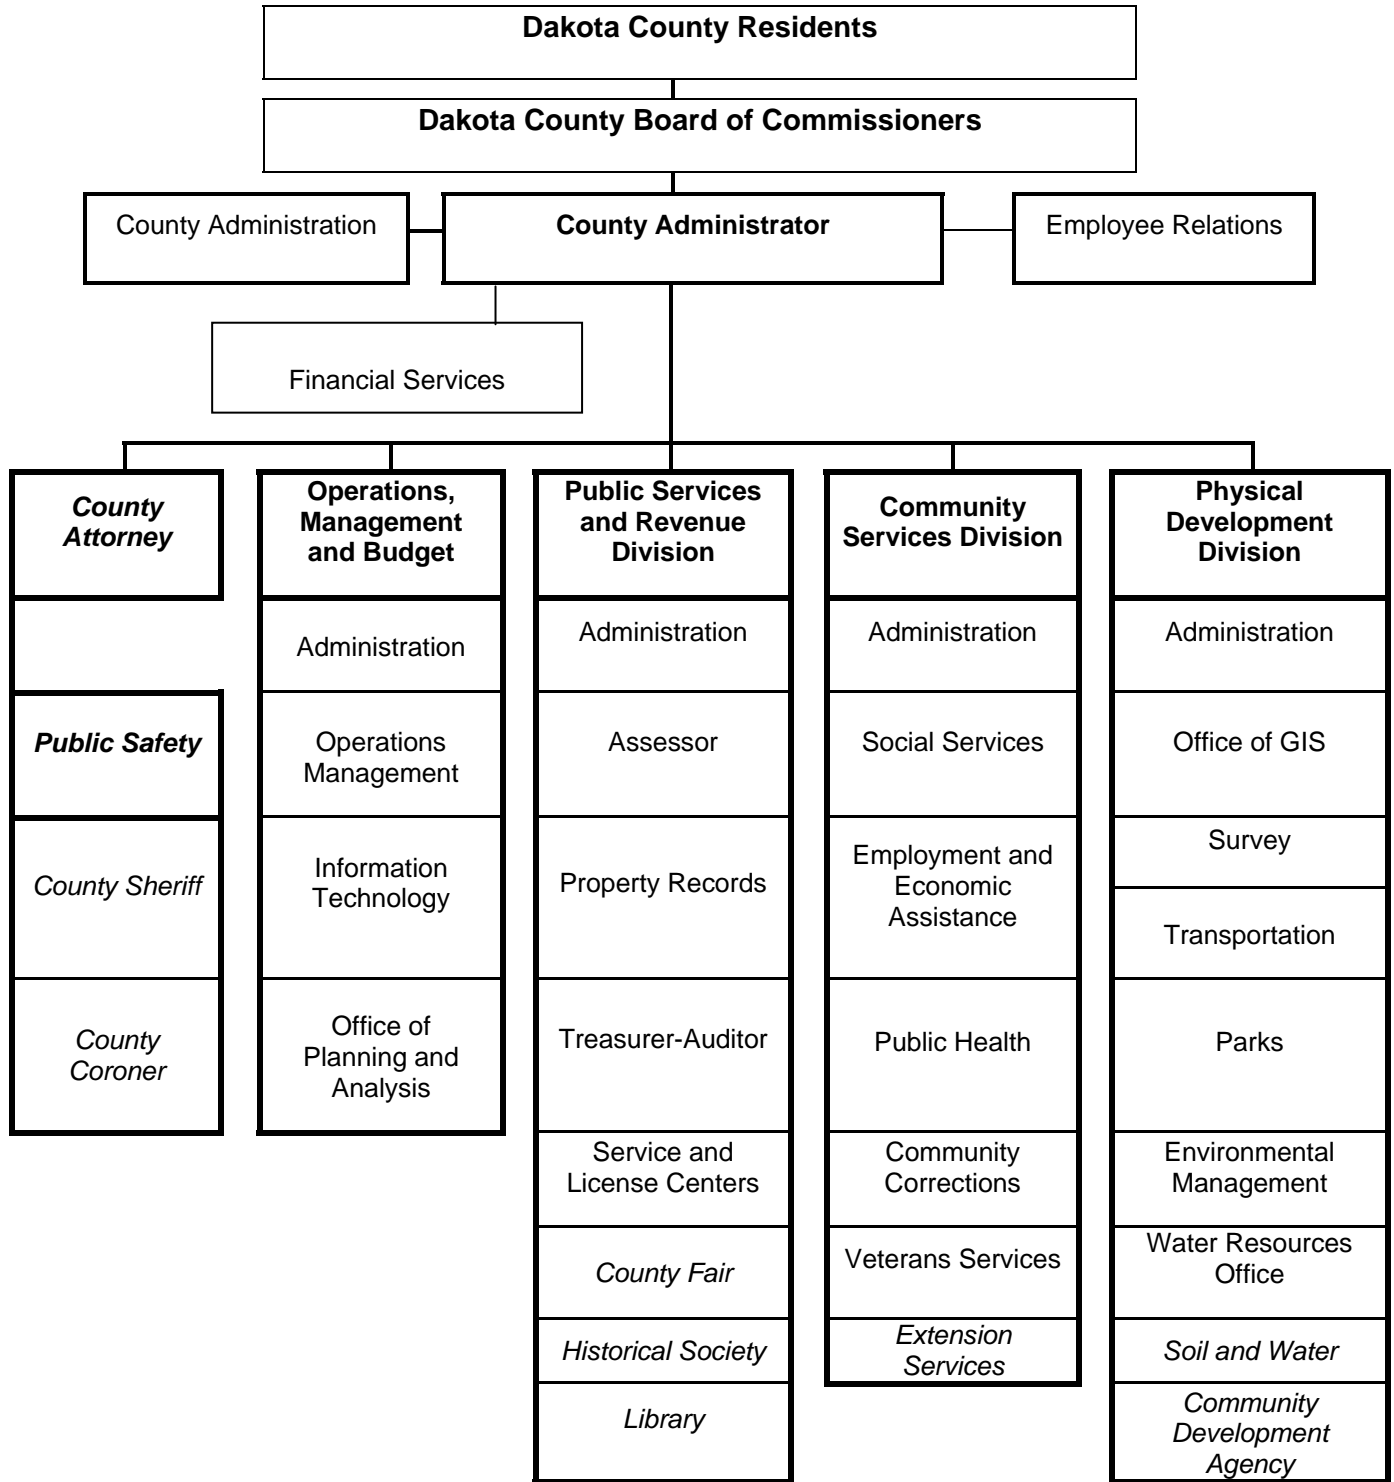 Dakota County Residents
Dakota County Board of Commissioners
County Administration
County Administrator
Employee Relations
Financial Services
County
Attorney
Public Safety
County Sheriff
County
Coroner
Operations,
Management
and Budget
Administration
Operations
Management
Information
Technology
Office of
Planning and
Analysis
Public Services
and Revenue
Division
Administration
Assessor
Property Records
Treasurer-Auditor
Service and
License Centers
County Fair
Historical Society
Library
Community
Services Division
Administration
Social Services
Employment and
Economic
Assistance
Public Health
Community
Corrections
Veterans Services
Extension
Services
Physical
Development
Division
Administration
Office of GIS
Survey
Transportation
Parks
Environmental
Management
Water Resources
Office
Soil and Water
Community
Development
Agency